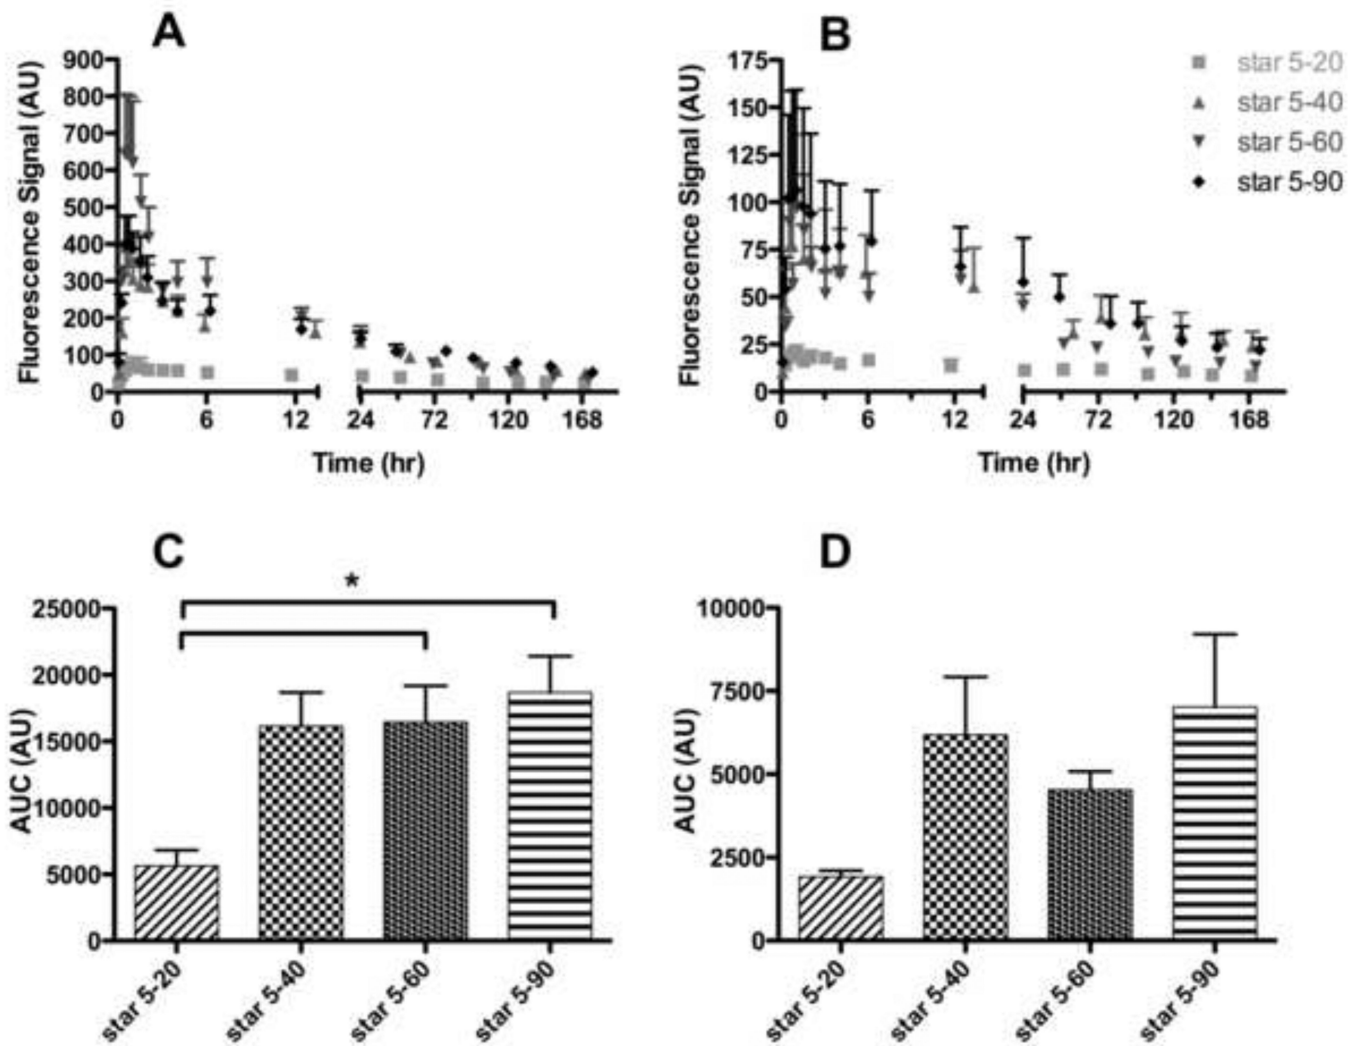 A
Fluorescence Signal (AU)
900
800
700
600
500
400
300
200
100
0
0 6 12 24 72 120 168
Time (hr)
B
Fluorescence Signal (AU)
175
150
125
100
75
50
25
0
0 6 12 24 72 120 168
Time (hr)
star 5-20
star 5-40
star 5-60
star 5-90
C
AUC (AU)
25000
20000
15000
10000
5000
0
*
star 5-20
star 5-40
star 5-60
star 5-90
D
AUC (AU)
10000
7500
5000
2500
0
star 5-20
star 5-40
star 5-60
star 5-90